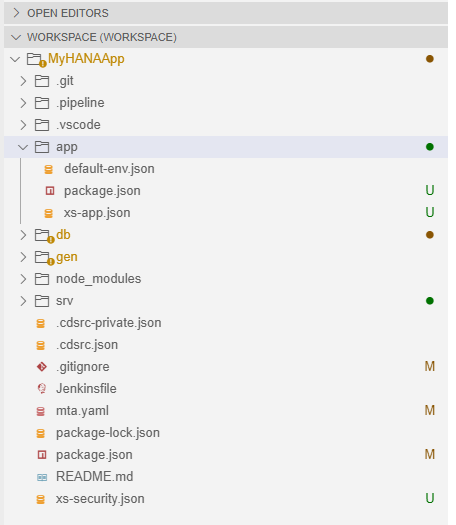 OPEN EDITORS
WORKSPACE (WORKSPACE)
MyHANAApp
.git
.pipeline
.vscode
app
default-env.json
package.json U
xs-app.json U
db
gen
node_modules
srv
.cdsrc-private.json
.cdsrc.json
.gitignore M
Jenkinsfile
mta.yaml M
package-lock.json
package.json M
README.md
xs-security.json U